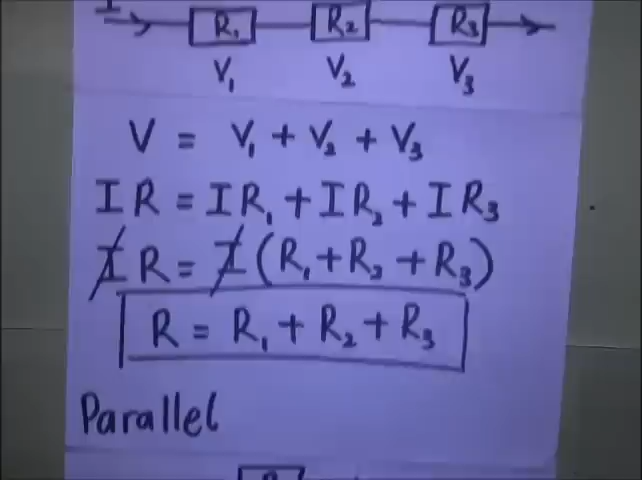 I R₁ R₂ R₃
V₁ V₂ V₃
V = V₁ + V₂ + V₃
IR = IR₁ + IR₂ + IR₃
IR = I(R₁+R₂+R₃)
R = R₁ + R₂ + R₃
Parallel